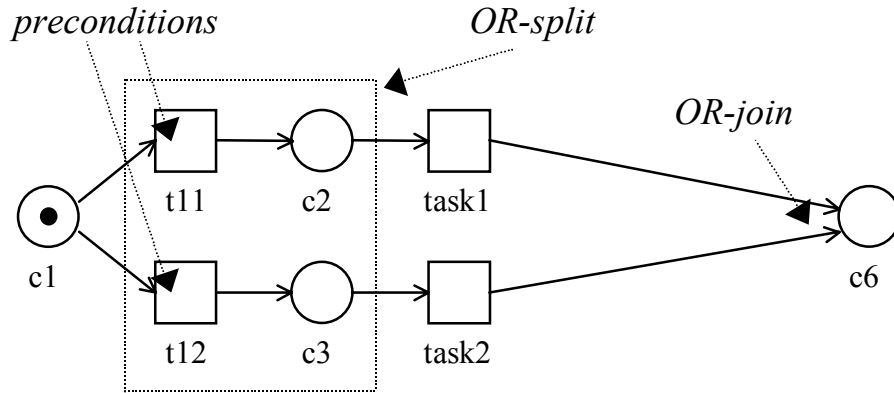 preconditions
OR-split
OR-join
t11
c2
task1
c1
c6
t12
c3
task2